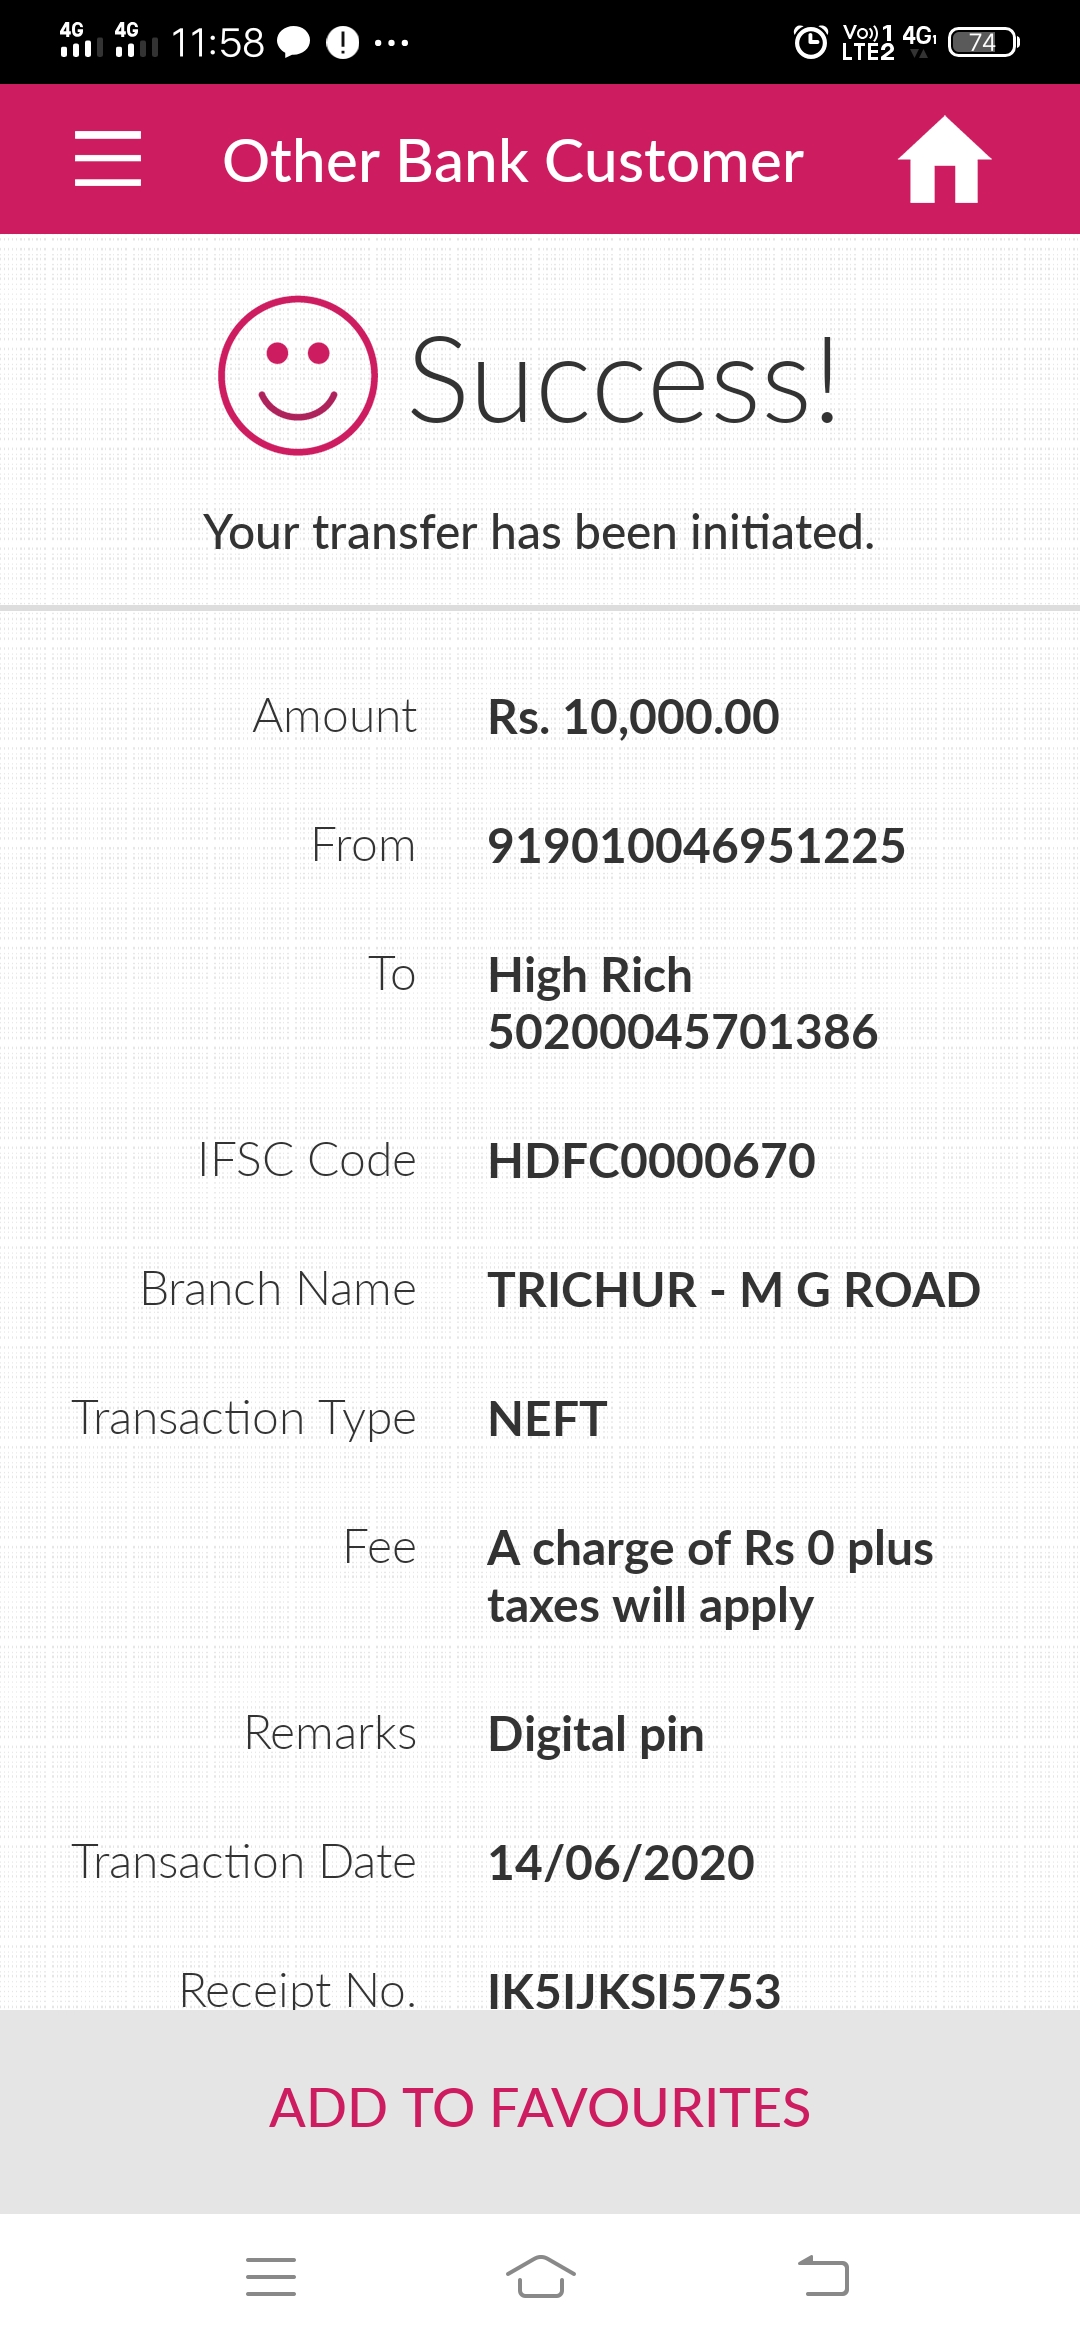 4G 4G 11:58 Vo)) 1 LTE2 4G1 74
Other Bank Customer
Success!
Your transfer has been initiated.
Amount Rs. 10,000.00
From 919010046951225
To High Rich
50200045701386
IFSC Code HDFC0000670
Branch Name TRICHUR - M G ROAD
Transaction Type NEFT
Fee A charge of Rs 0 plus
taxes will apply
Remarks Digital pin
Transaction Date 14/06/2020
Receipt No. IK5IJKSI5753
ADD TO FAVOURITES